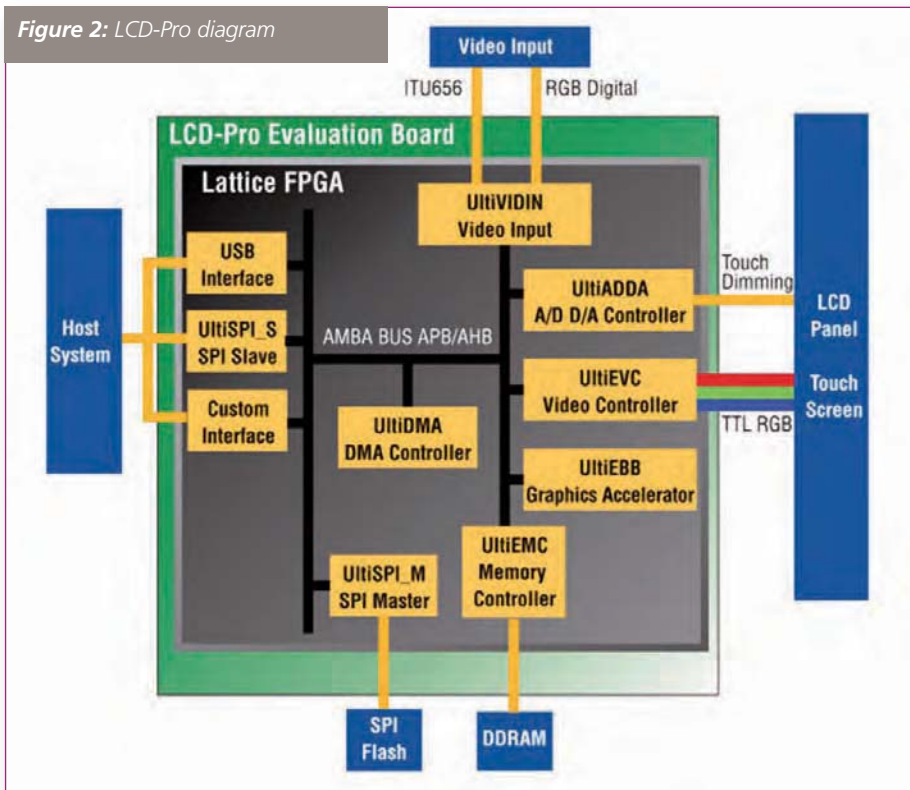 Figure 2: LCD-Pro diagram
Video Input
ITU656
RGB Digital
LCD-Pro Evaluation Board
Lattice FPGA
UltiVIDIN
Video Input
USB
Interface
UltiSPI_S
SPI Slave
Custom
Interface
Host
System
AMBA BUS APB/AHB
UltiDMA
DMA Controller
UltiADDA
A/D D/A Controller
Touch
Dimming
UltiEVC
Video Controller
TTL RGB
LCD
Panel
Touch
Screen
UltiEBB
Graphics Accelerator
UltiSPI_M
SPI Master
UltiEMC
Memory
Controller
SPI
Flash
DDRAM